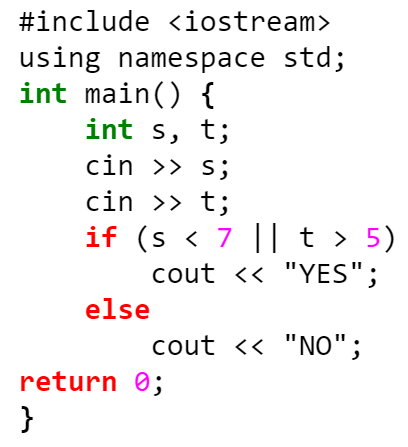 #include <iostream>
using namespace std;
int main() {
    int s, t;
    cin >> s;
    cin >> t;
    if (s < 7 || t > 5)
        cout << "YES";
    else
        cout << "NO";
return 0;
}